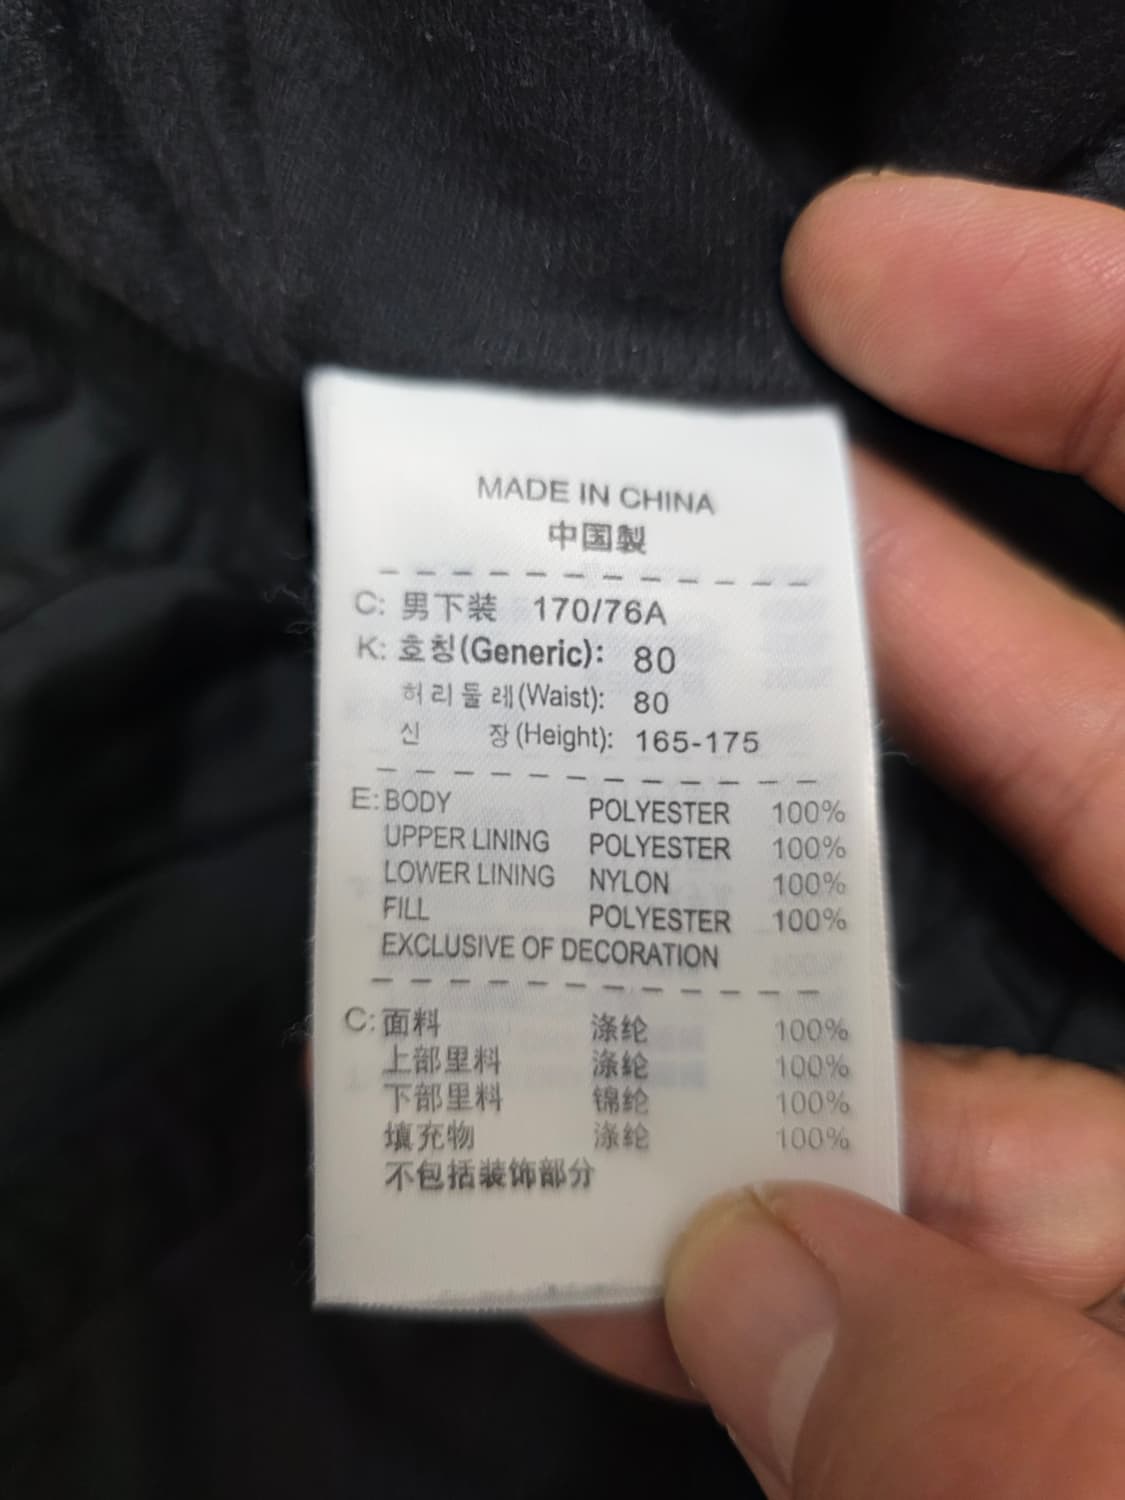 MADE IN CHINA
中国製
C: 男下装 170/76A
K: 호칭(Generic): 80
허리둘레(Waist): 80
신 장(Height): 165-175
E: BODY POLYESTER 100%
UPPER LINING POLYESTER 100%
LOWER LINING NYLON 100%
FILL POLYESTER 100%
EXCLUSIVE OF DECORATION
C: 面料 涤纶 100%
上部里料 涤纶 100%
下部里料 锦纶 100%
填充物 涤纶 100%
不包括装饰部分